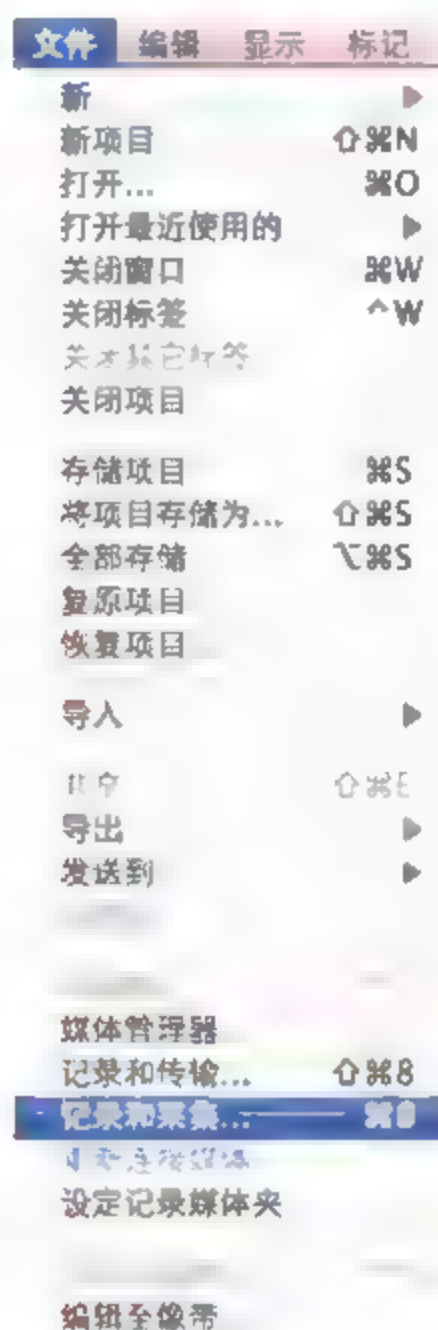 文件 编辑 显示 标记
新
新项目 ⇧⌘N
打开... ⌘O
打开最近使用的
关闭窗口 ⌘W
关闭标签 ^W
关闭项目
存储项目 ⌘S
将项目存储为... ⇧⌘S
全部存储 ⌥⌘S
复原项目
恢复项目
导入
⇧⌘E
导出
发送到
媒体管理器
记录和传输... ⇧⌘8
记录和采集... ⌘8
设定记录媒体夹
编辑至像带